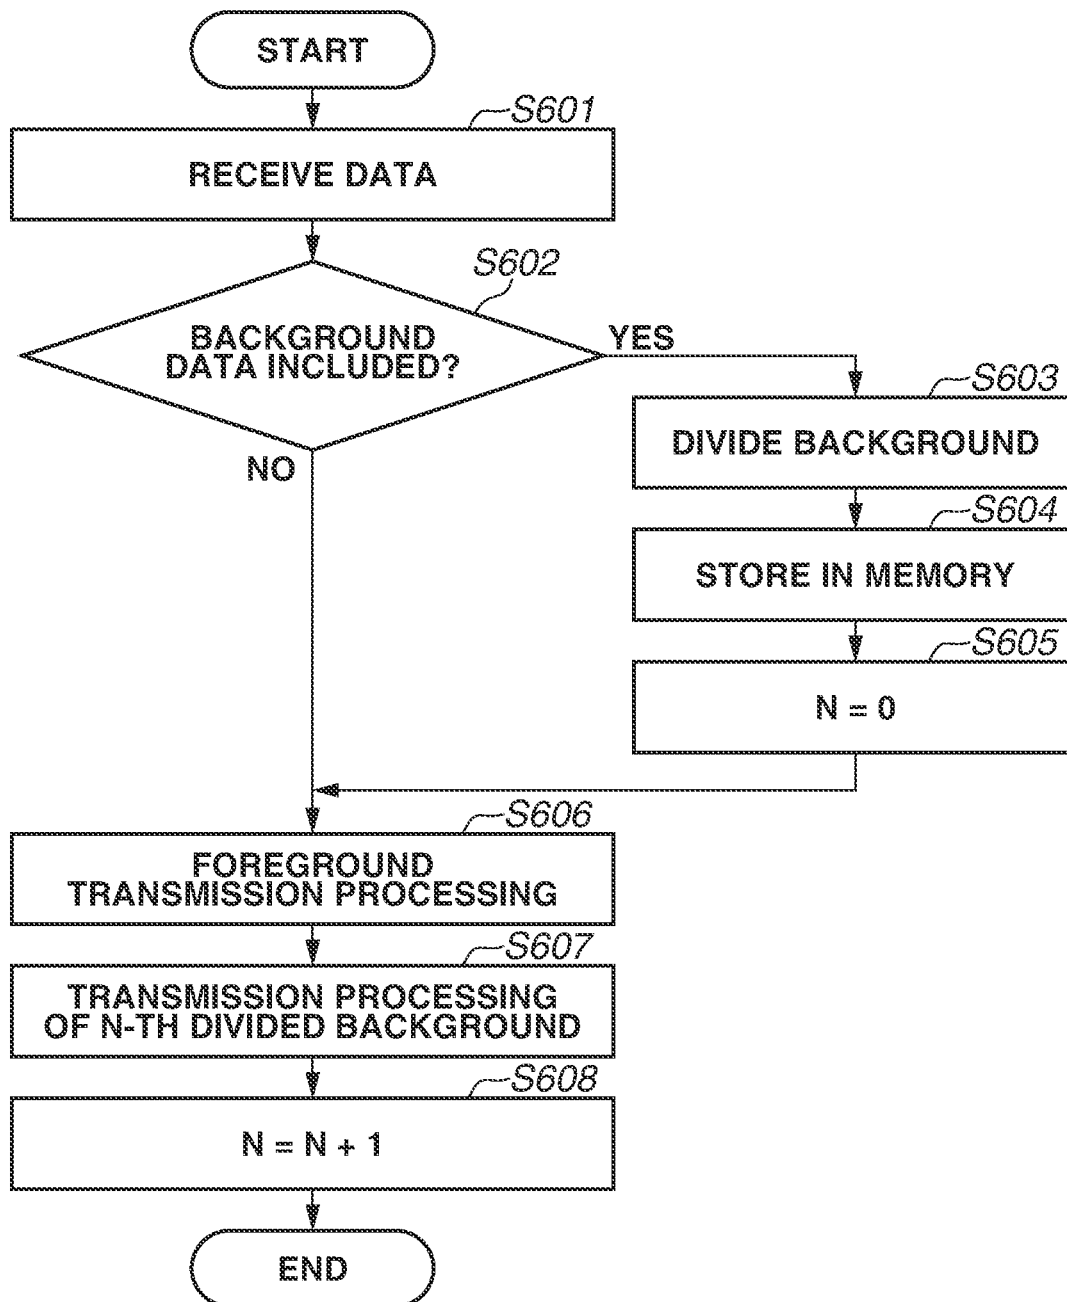 START
S601
RECEIVE DATA
S602
BACKGROUND
DATA INCLUDED?
YES
NO
S603
DIVIDE BACKGROUND
S604
STORE IN MEMORY
S605
N = 0
S606
FOREGROUND
TRANSMISSION PROCESSING
S607
TRANSMISSION PROCESSING
OF N-TH DIVIDED BACKGROUND
S608
N = N + 1
END